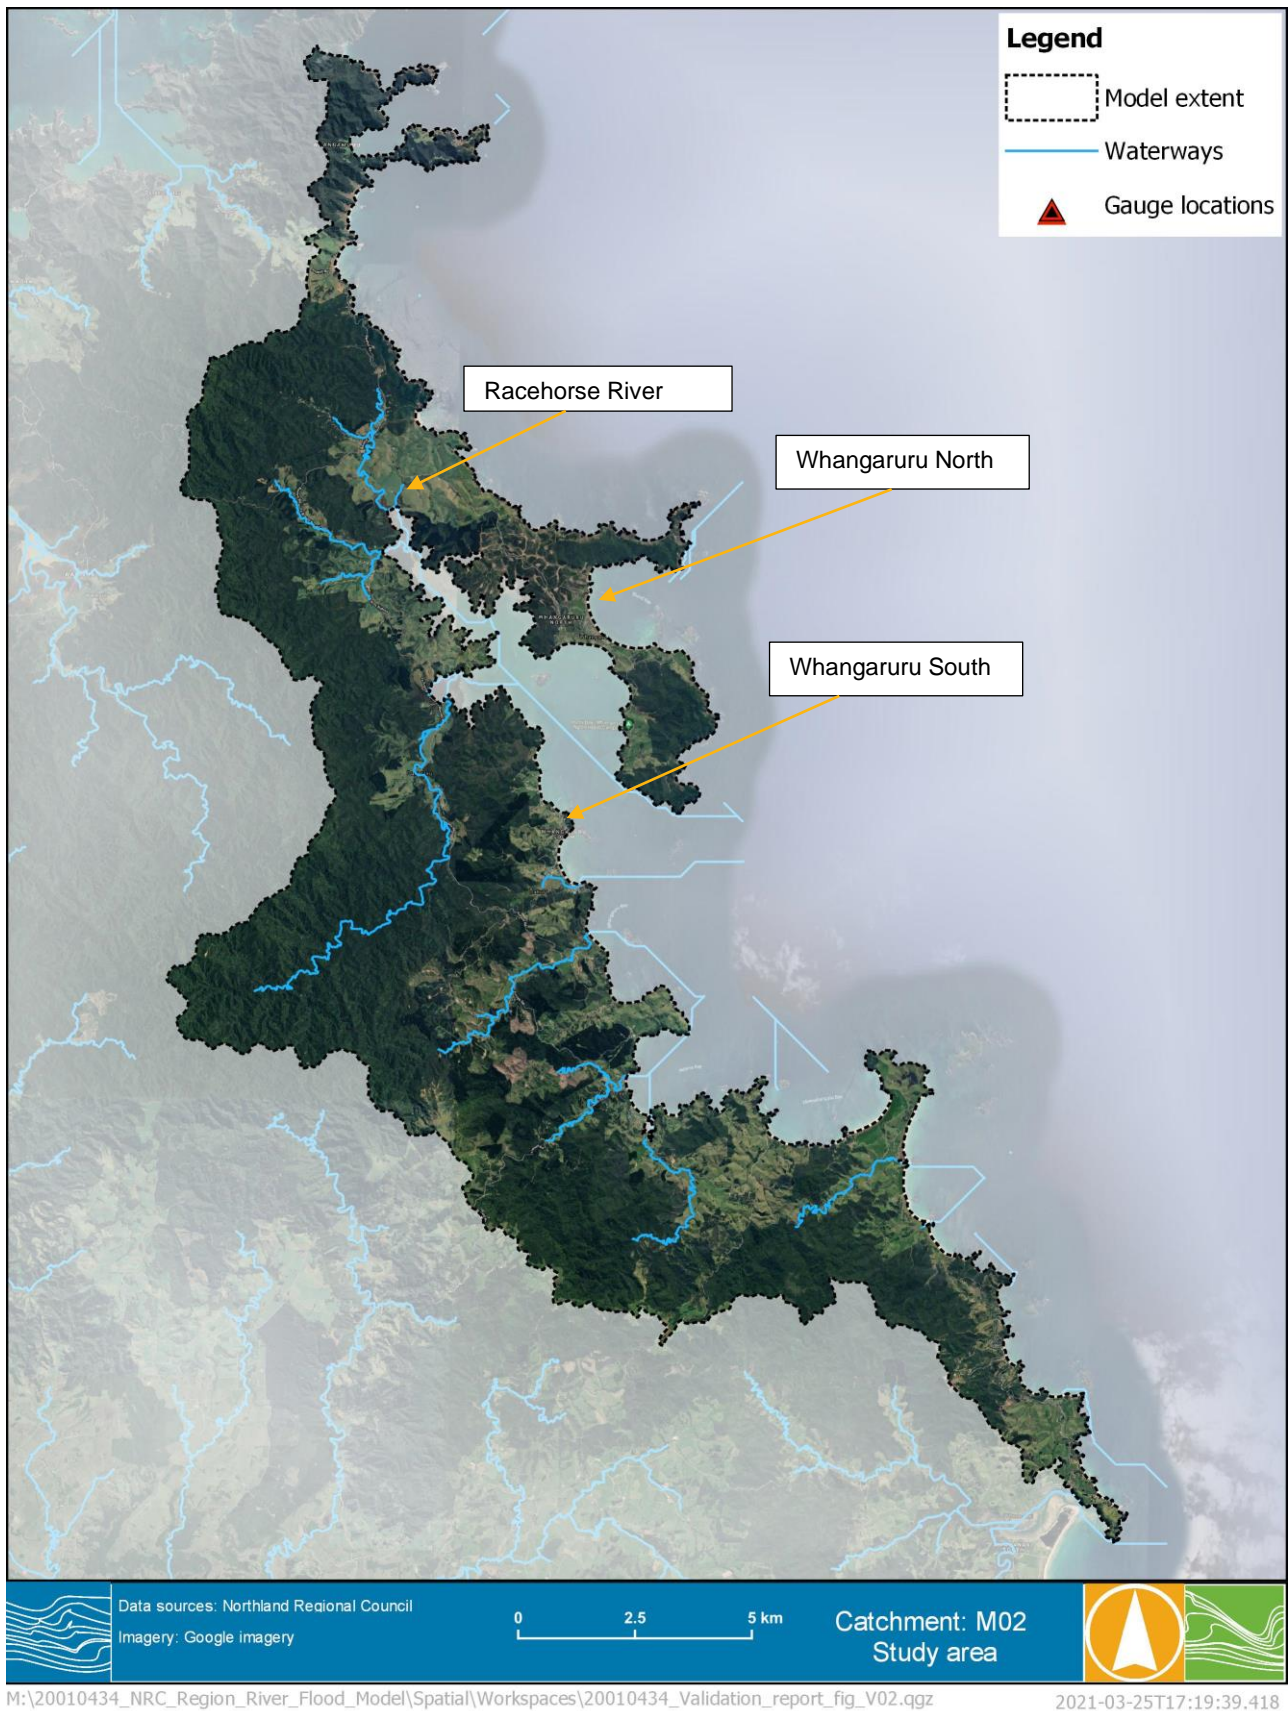 Legend
Model extent
Waterways
Gauge locations
Racehorse River
Whangaruru North
WHANGARURU
NORTH
Whangaruru South
Data sources: Northland Regional Council
Imagery: Google imagery
0 2.5 5 km
Catchment: M02
Study area
M:\20010434_NRC_Region_River_Flood_Model\Spatial\Workspaces\20010434_Validation_report_fig_V02.qgz
2021-03-25T17:19:39.418